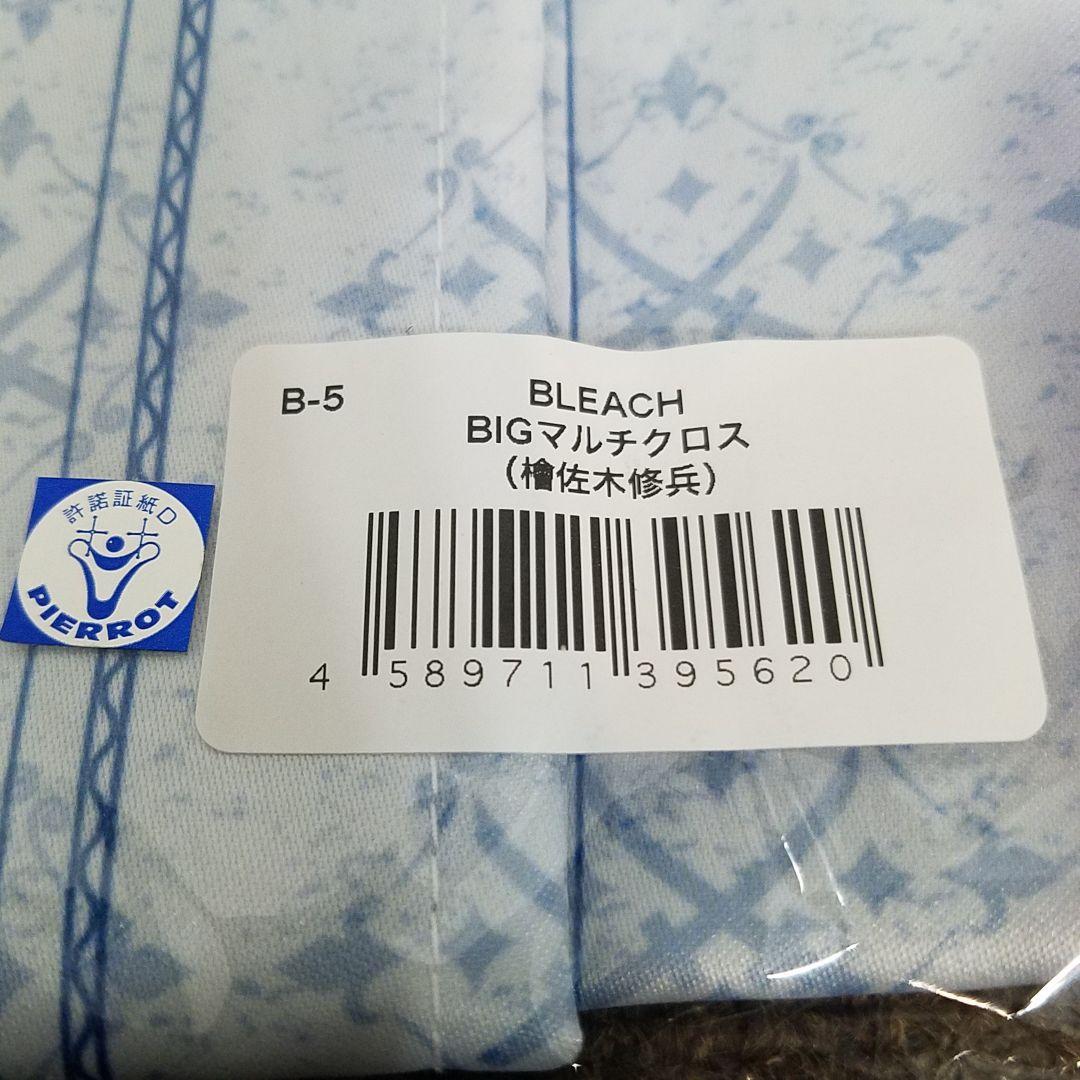 B-5
BLEACH
BIGマルチクロス
(檜佐木修兵)
4 589711 395620
許諾証紙D
PIERROT